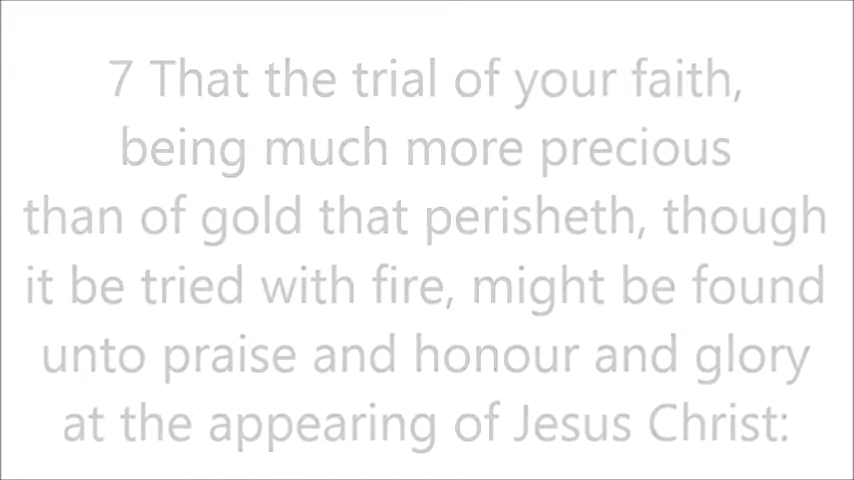 7 That the trial of your faith,
being much more precious
than of gold that perisheth, though
it be tried with fire, might be found
unto praise and honour and glory
at the appearing of Jesus Christ: